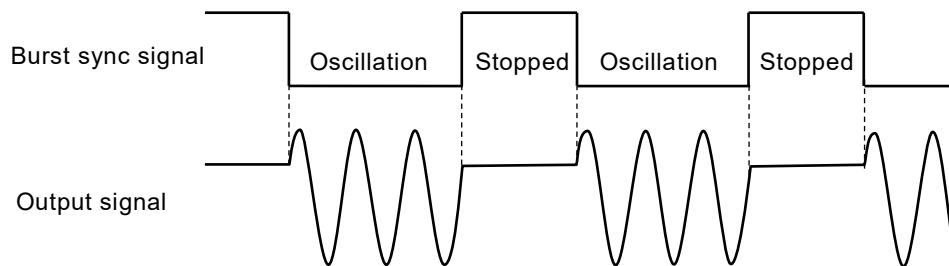 Burst sync signal
Oscillation
Stopped
Oscillation
Stopped
Output signal